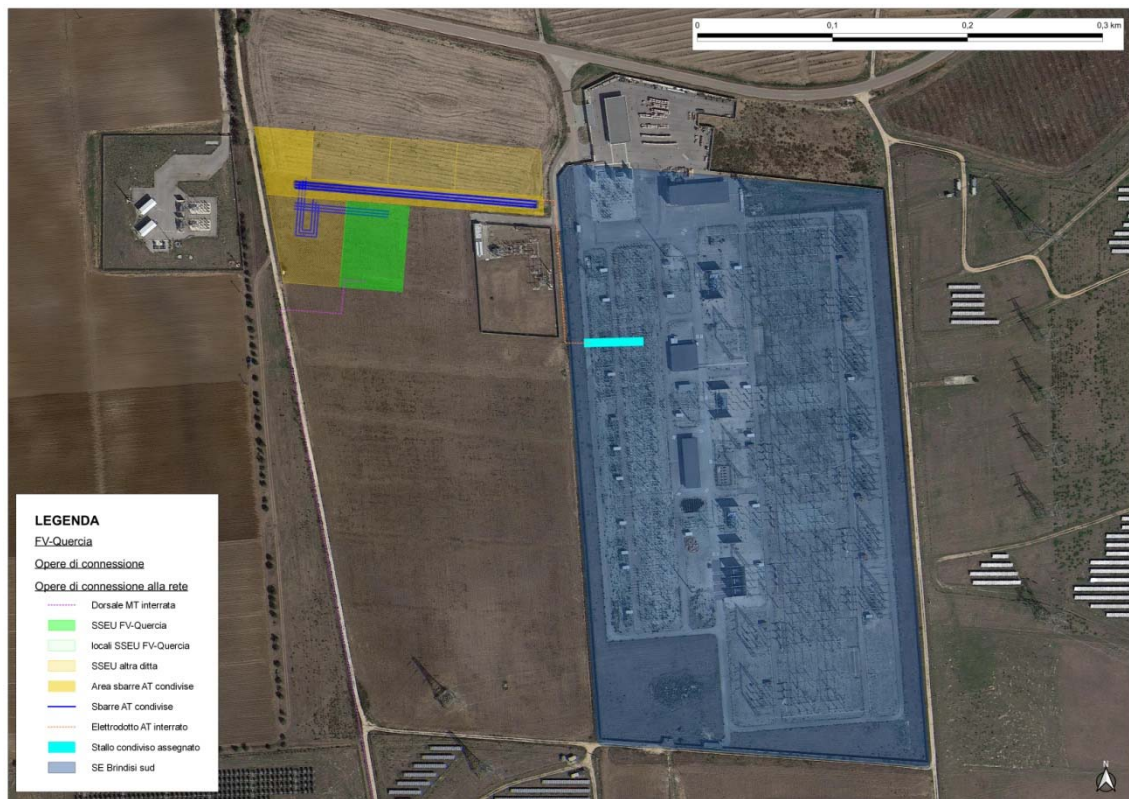 0
0,1
0,2
0,3 km
LEGENDA
FV-Quercia
Opere di connessione
Opere di connessione alla rete
Dorsale MT interrata
SSEU FV-Quercia
locali SSEU FV-Quercia
SSEU altra ditta
Area sbarre AT condivise
Sbarre AT condivise
Elettrodotto AT interrato
Stallo condiviso assegnato
SE Brindisi sud
N